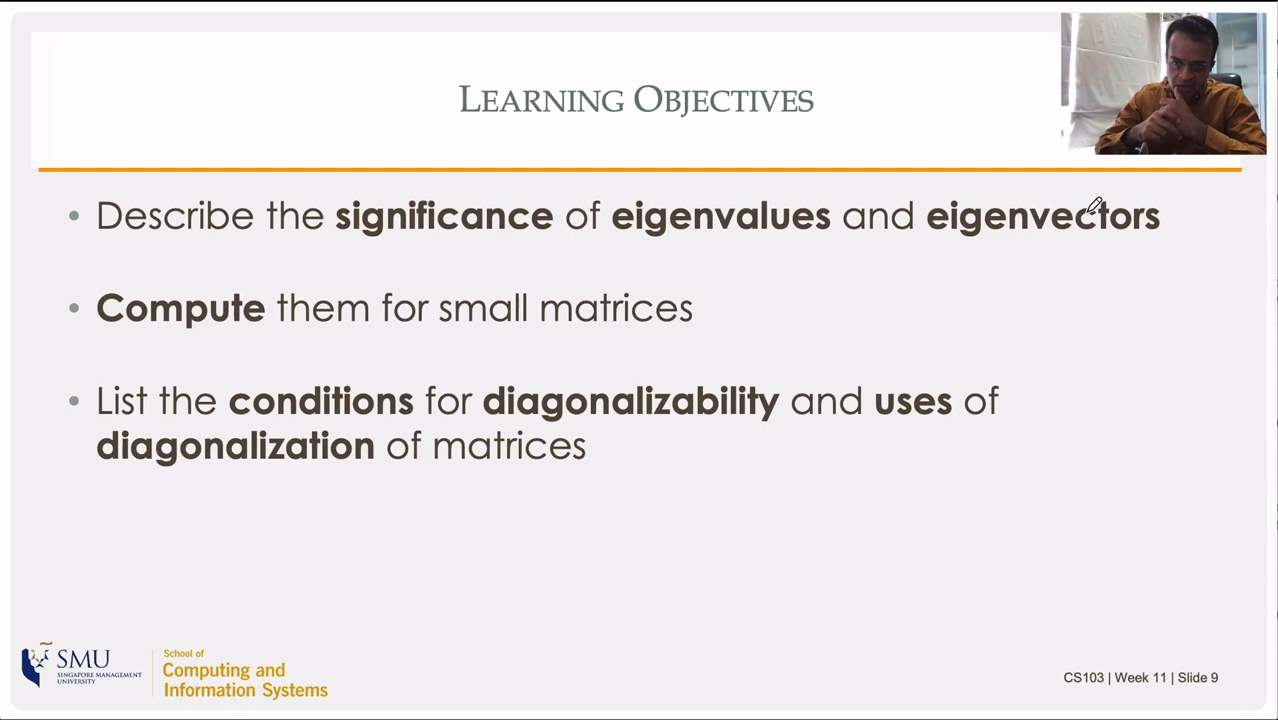 LEARNING OBJECTIVES
• Describe the significance of eigenvalues and eigenvectors
• Compute them for small matrices
• List the conditions for diagonalizability and uses of
diagonalization of matrices
SMU
SINGAPORE MANAGEMENT
UNIVERSITY
School of
Computing and
Information Systems
CS103 | Week 11 | Slide 9